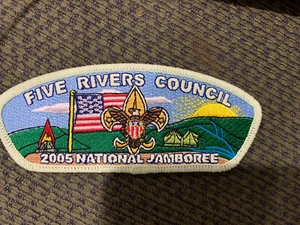 FIVE RIVERS COUNCIL
2005 NATIONAL JAMBOREE